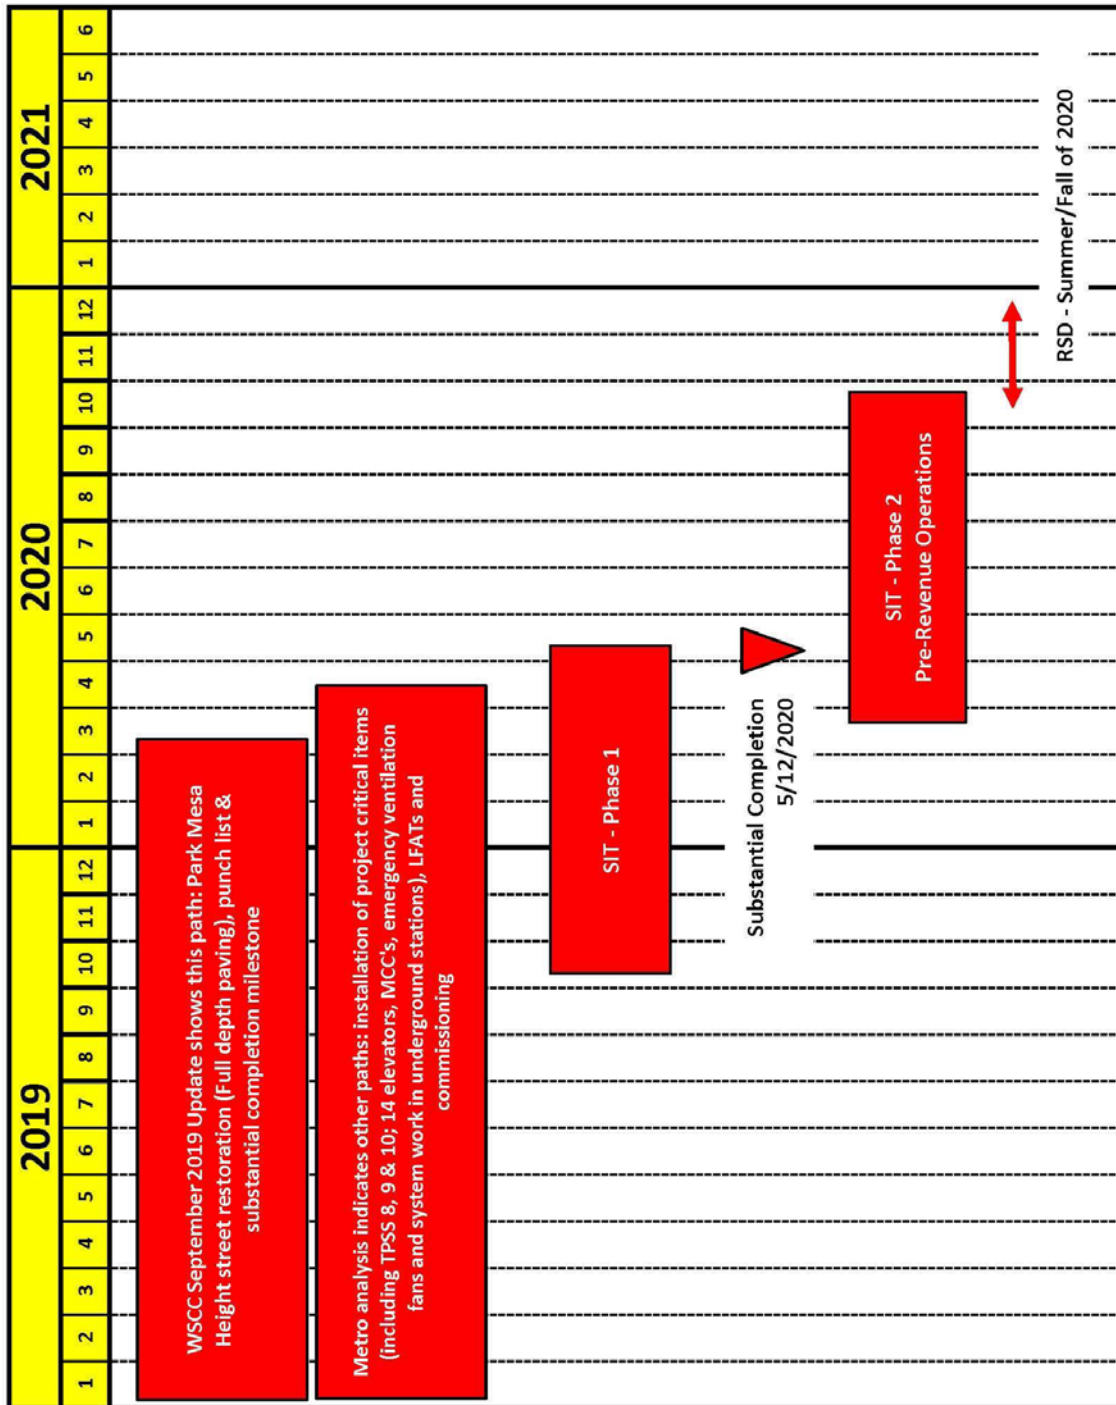 2019
2020
2021
1 2 3 4 5 6 7 8 9 10 11 12 1 2 3 4 5 6 7 8 9 10 11 12 1 2 3 4 5 6
WSCC September 2019 Update shows this path: Park Mesa
Height street restoration (Full depth paving), punch list &
substantial completion milestone
Metro analysis indicates other paths: installation of project critical items
(including TPSS 8, 9 & 10; 14 elevators, MCC's, emergency ventilation
fans and system work in underground stations), LFATs and
commissioning
SIT - Phase 1
Substantial Completion
5/12/2020
SIT - Phase 2
Pre-Revenue Operations
RSD - Summer/Fall of 2020